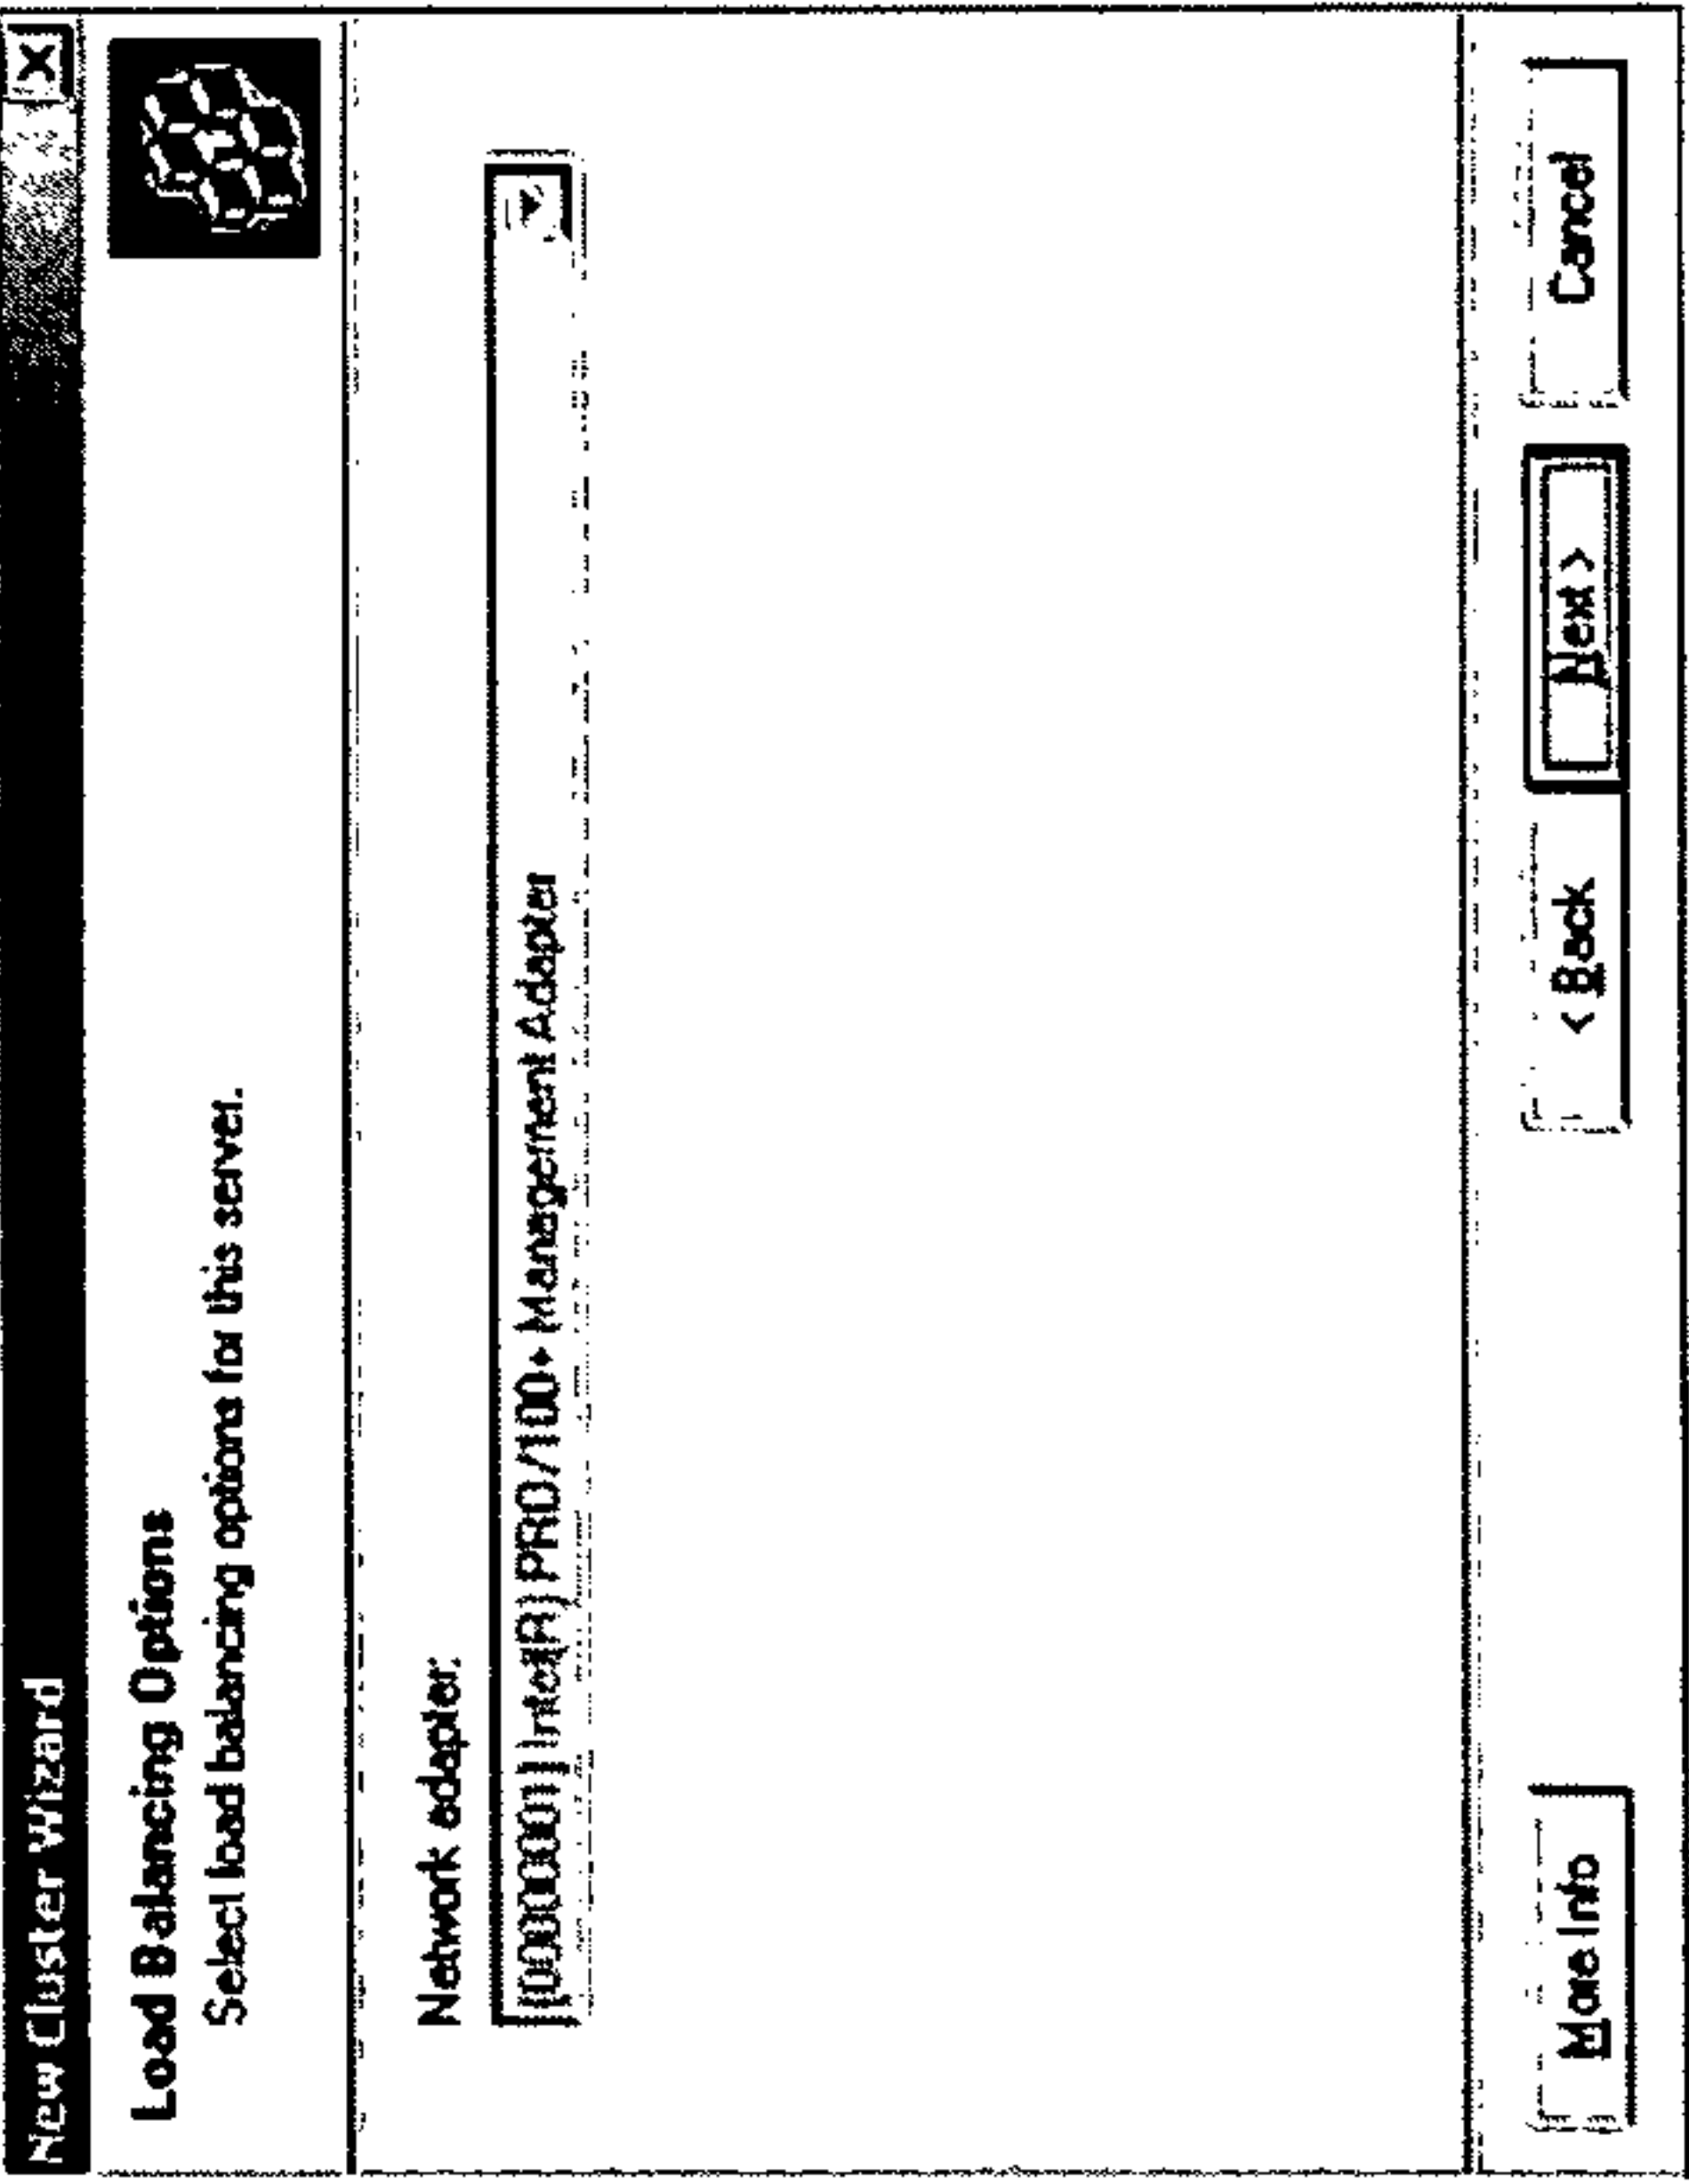 New Cluster Wizard
Load Balancing Options
Select load balancing options for this server.
Network adapter:
[00000001] Intel(R) PRO/100+ Management Adapter
More Info
< Back
Next >
Cancel